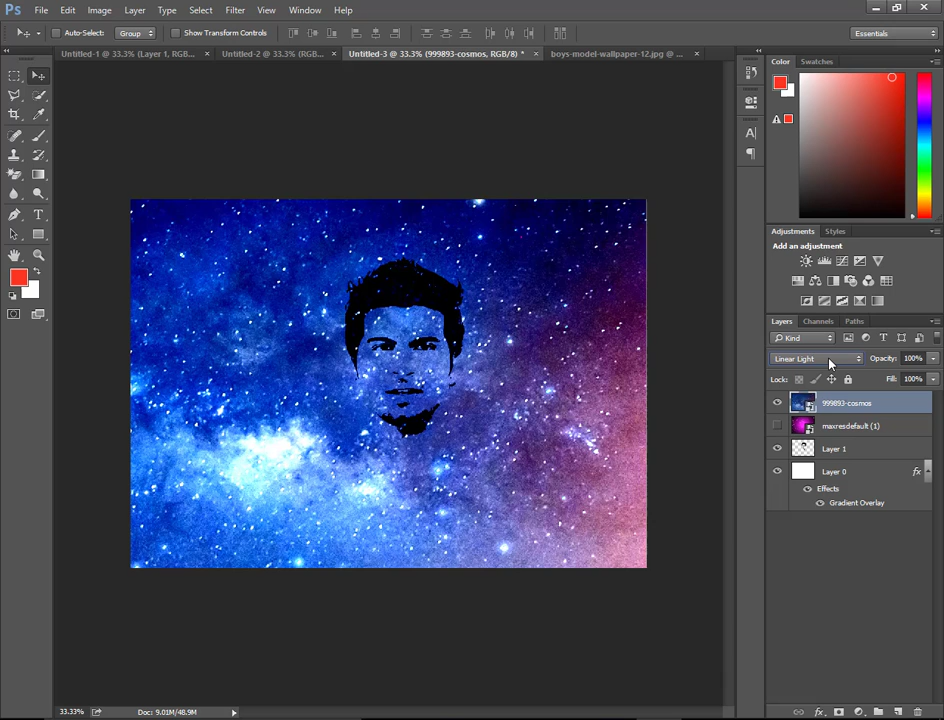 Ps File Edit Image Layer Type Select Filter View Window Help
Auto-Select: Group Show Transform Controls Essentials
Untitled-1 @ 33.3% (Layer 1, RGB... × Untitled-2 @ 33.3% (RGB... × Untitled-3 @ 33.3% (999893-cosmos, RGB/8) * × boys-model-wallpaper-12.jpg @ ... ×
Color Swatches
Adjustments Styles
Add an adjustment
Layers Channels Paths
Kind
Linear Light Opacity: 100%
Lock: Fill: 100%
999893-cosmos
maxresdefault (1)
Layer 1
Layer 0 fx
Effects
Gradient Overlay
33.33% Doc: 9.01M/48.9M